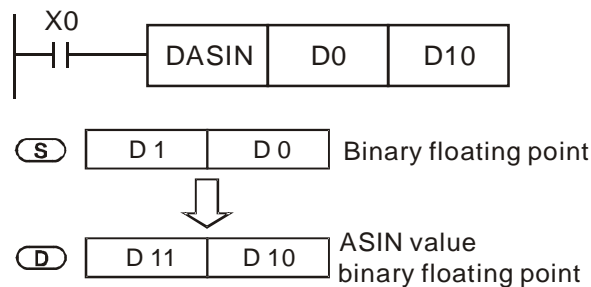 X0
DASIN D0 D10
S D 1 D 0 Binary floating point
D D 11 D 10 ASIN value
binary floating point